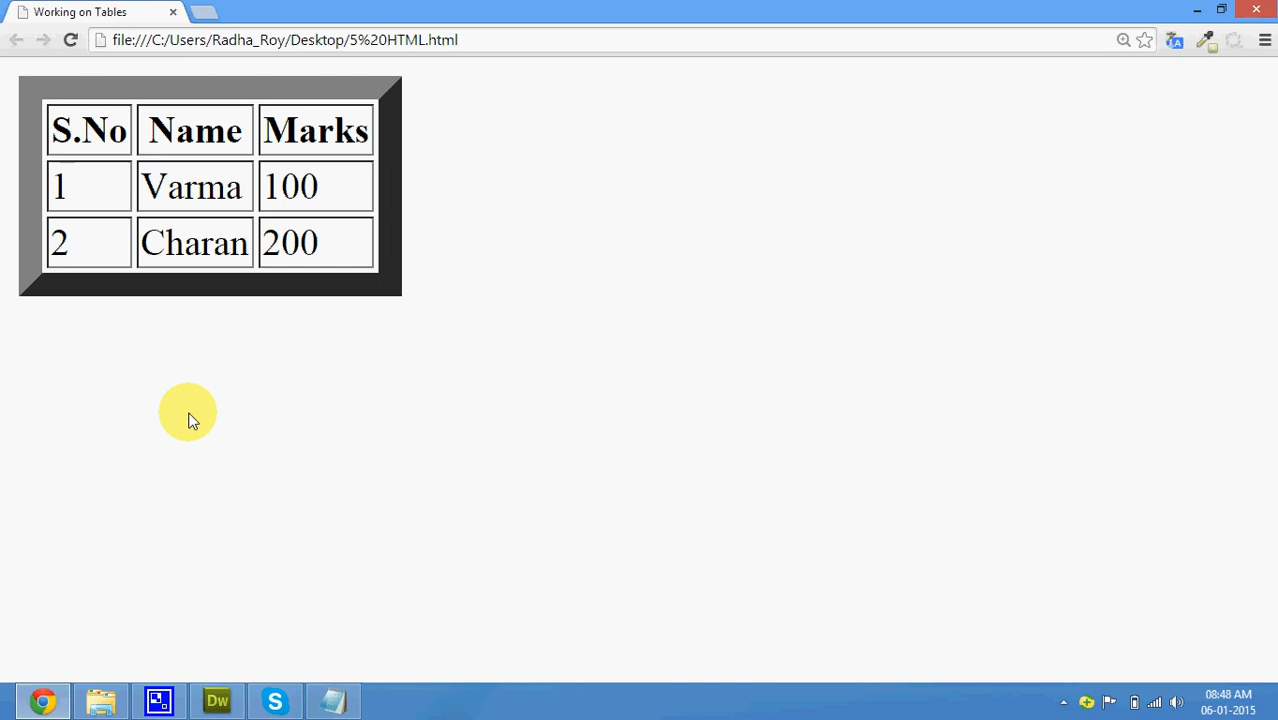 Working on Tables
file:///C:/Users/Radha_Roy/Desktop/5%20HTML.html
S.No Name Marks
1 Varma 100
2 Charan 200
Dw
08:48 AM
06-01-2015